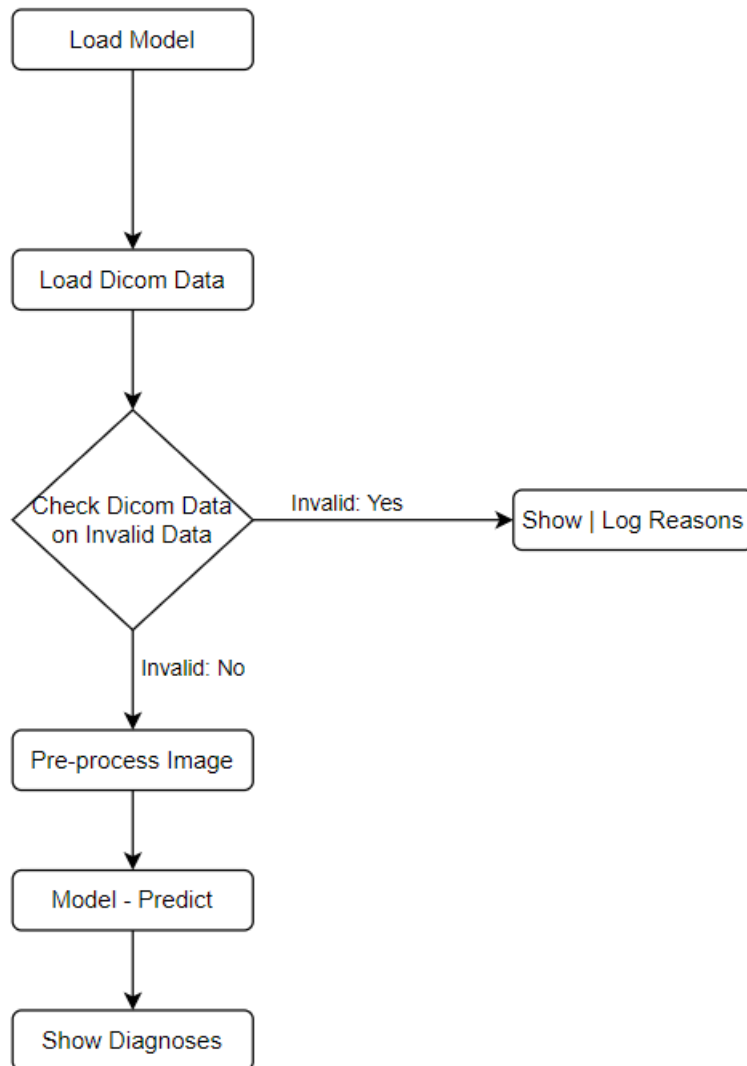 Load Model
Load Dicom Data
Check Dicom Data
on Invalid Data
Invalid: Yes
Show | Log Reasons
Invalid: No
Pre-process Image
Model - Predict
Show Diagnoses